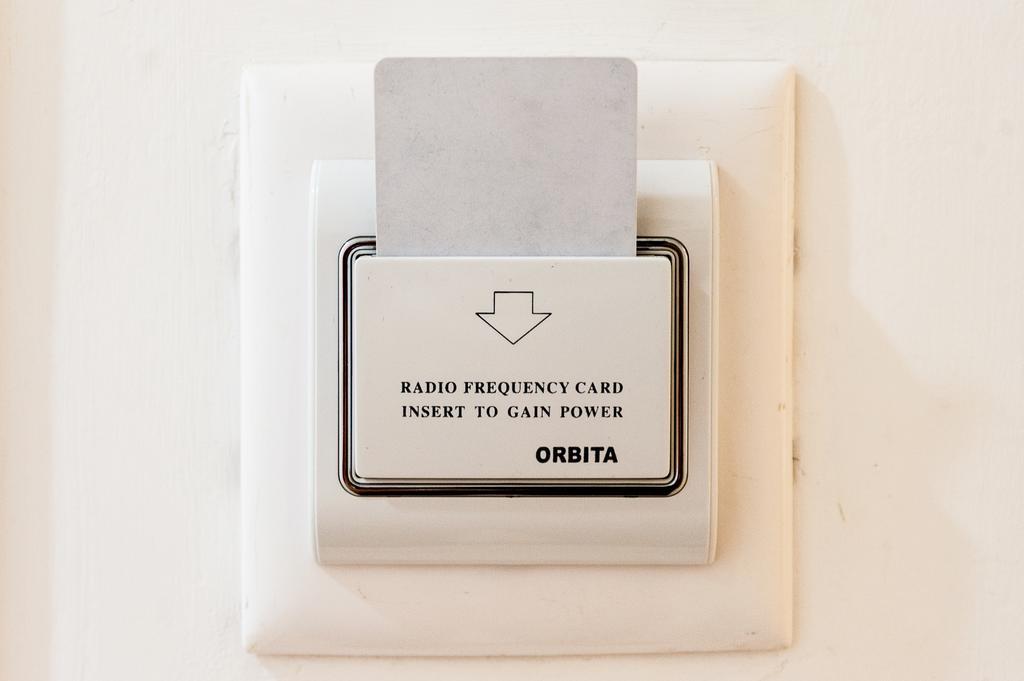 RADIO FREQUENCY CARD
INSERT TO GAIN POWER
ORBITA